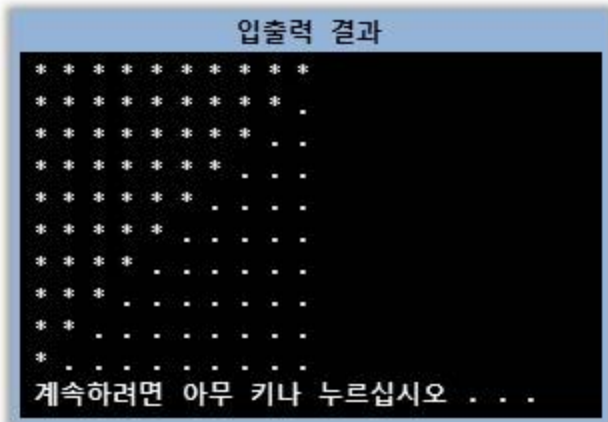 입출력 결과
* * * * * * * * * *
* * * * * * * * * .
* * * * * * * * . .
* * * * * * * . . .
* * * * * * . . . .
* * * * * . . . . .
* * * * . . . . . .
* * * . . . . . . .
* * . . . . . . . .
* . . . . . . . . .
계속하려면 아무 키나 누르십시오 . . .